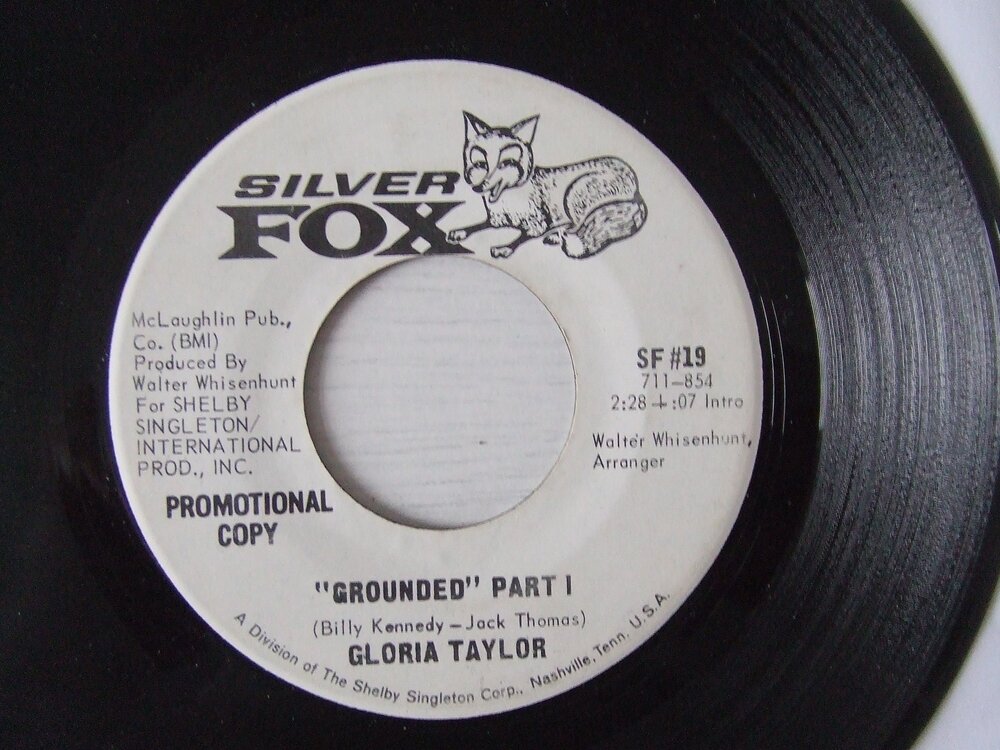 SILVER
FOX
McLaughlin Pub.,
Co. (BMI)
Produced By
Walter Whisenhunt
For SHELBY
SINGLETON/
INTERNATIONAL
PROD., INC.
PROMOTIONAL
COPY
SF #19
711-854
2:28 + :07 Intro
Walter Whisenhunt,
Arranger
"GROUNDED" PART I
(Billy Kennedy - Jack Thomas)
GLORIA TAYLOR
A Division of The Shelby Singleton Corp., Nashville, Tenn. U.S.A.